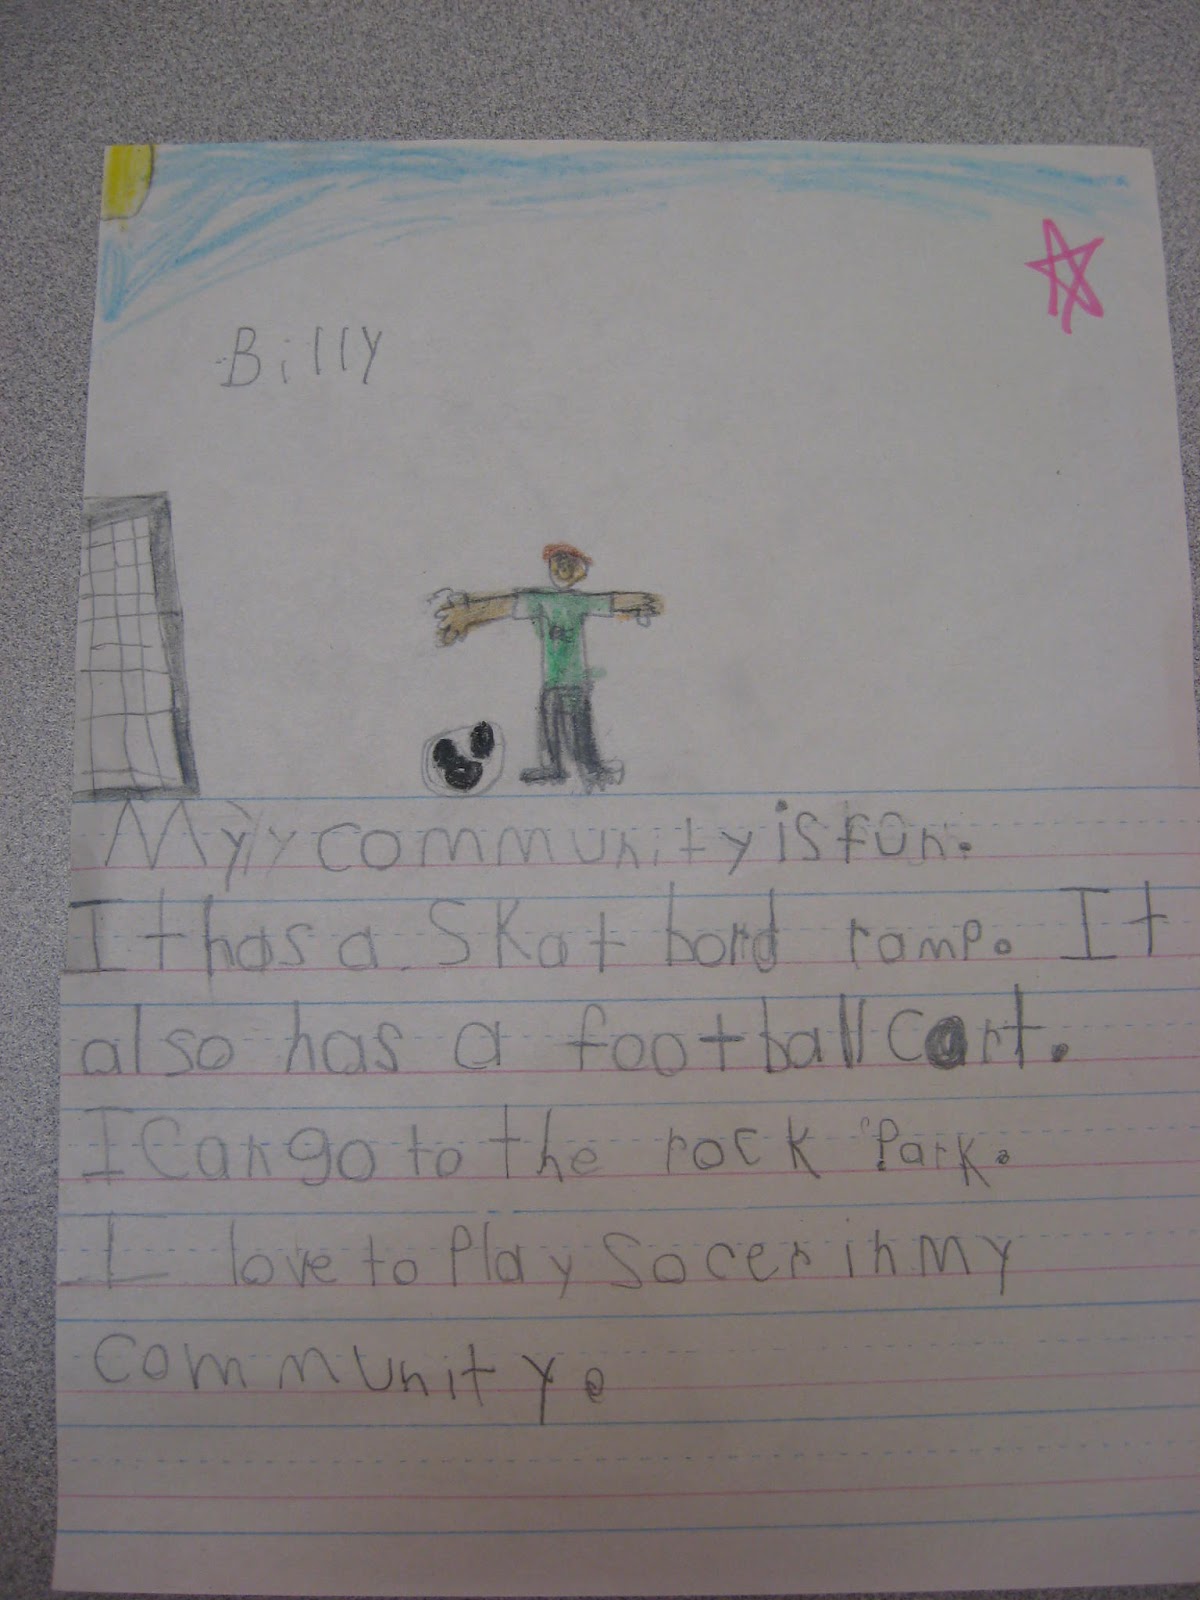 Billy
My community is fun.
It has a Skat bord ramp. It
also has a football cart.
I can go to the rock Park.
I love to Play Socer in my
community.